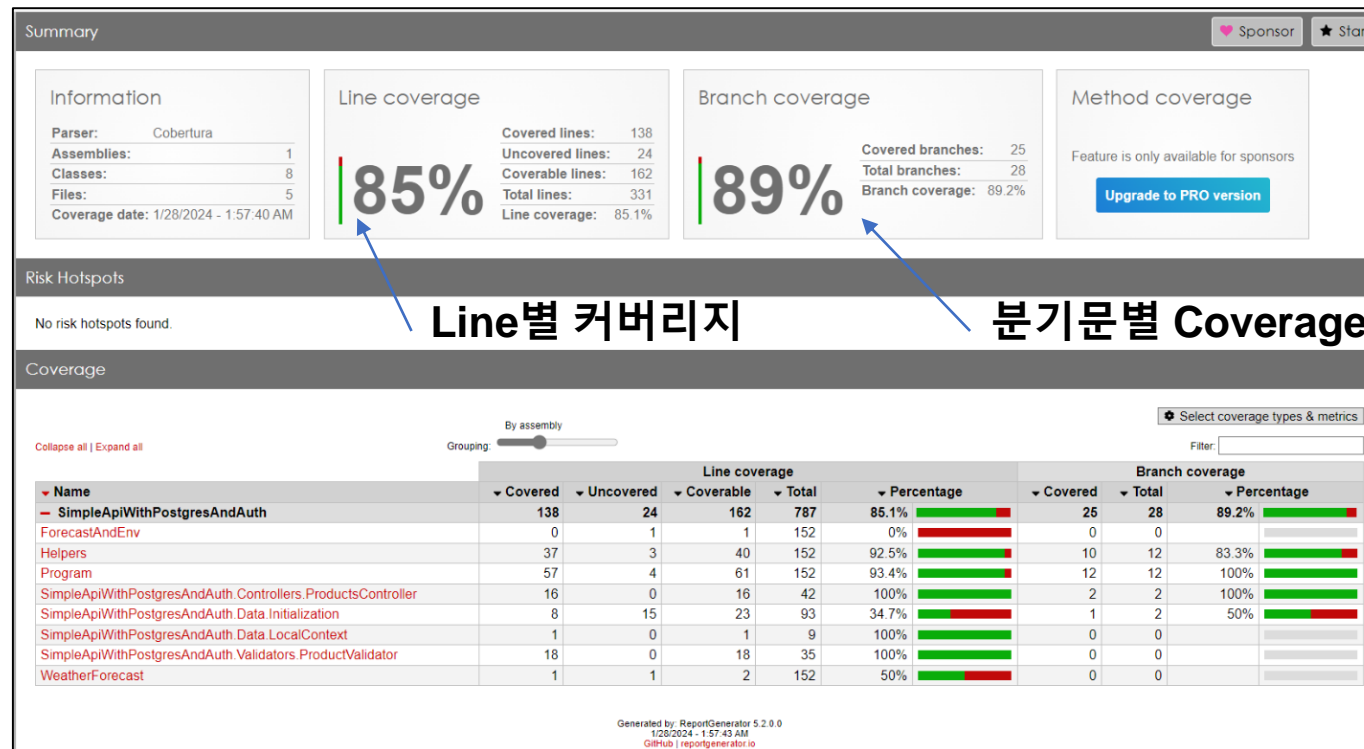 Summary
Sponsor
Star
Information
Parser: Cobertura
Assemblies: 1
Classes: 8
Files: 5
Coverage date: 1/28/2024 - 1:57:40 AM
Line coverage
85%
Covered lines: 138
Uncovered lines: 24
Coverable lines: 162
Total lines: 331
Line coverage: 85.1%
Branch coverage
89%
Covered branches: 25
Total branches: 28
Branch coverage: 89.2%
Method coverage
Feature is only available for sponsors
Upgrade to PRO version
Risk Hotspots
No risk hotspots found.
Line별 커버리지
분기문별 Coverage
Coverage
Collapse all | Expand all
By assembly
Grouping:
Select coverage types & metrics
Filter:
Line coverage Branch coverage
Name Covered Uncovered Coverable Total Percentage Covered Total Percentage
SimpleApiWithPostgresAndAuth 138 24 162 787 85.1% 25 28 89.2%
ForecastAndEnv 0 1 1 152 0% 0 0
Helpers 37 3 40 152 92.5% 10 12 83.3%
Program 57 4 61 152 93.4% 12 12 100%
SimpleApiWithPostgresAndAuth.Controllers.ProductsController 16 0 16 42 100% 2 2 100%
SimpleApiWithPostgresAndAuth.Data.Initialization 8 15 23 93 34.7% 1 2 50%
SimpleApiWithPostgresAndAuth.Data.LocalContext 1 0 1 9 100% 0 0
SimpleApiWithPostgresAndAuth.Validators.ProductValidator 18 0 18 35 100% 0 0
WeatherForecast 1 1 2 152 50% 0 0
Generated by: ReportGenerator 5.2.0.0
1/28/2024 - 1:57:43 AM
GitHub | reportgenerator.io